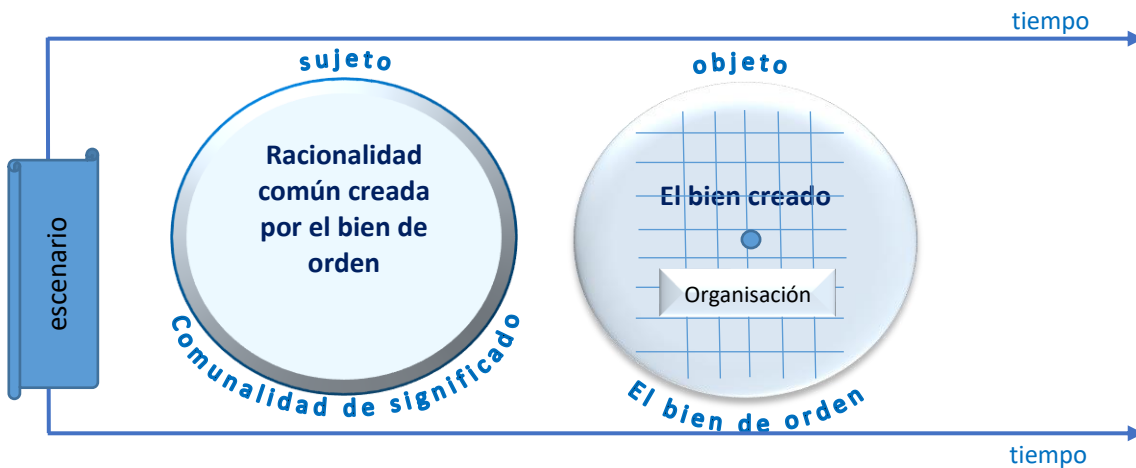 tiempo
sujeto
objeto
escenario
Racionalidad
común creada
por el bien de
orden
El bien creado
Organisación
Comunalidad de significado
El bien de orden
tiempo